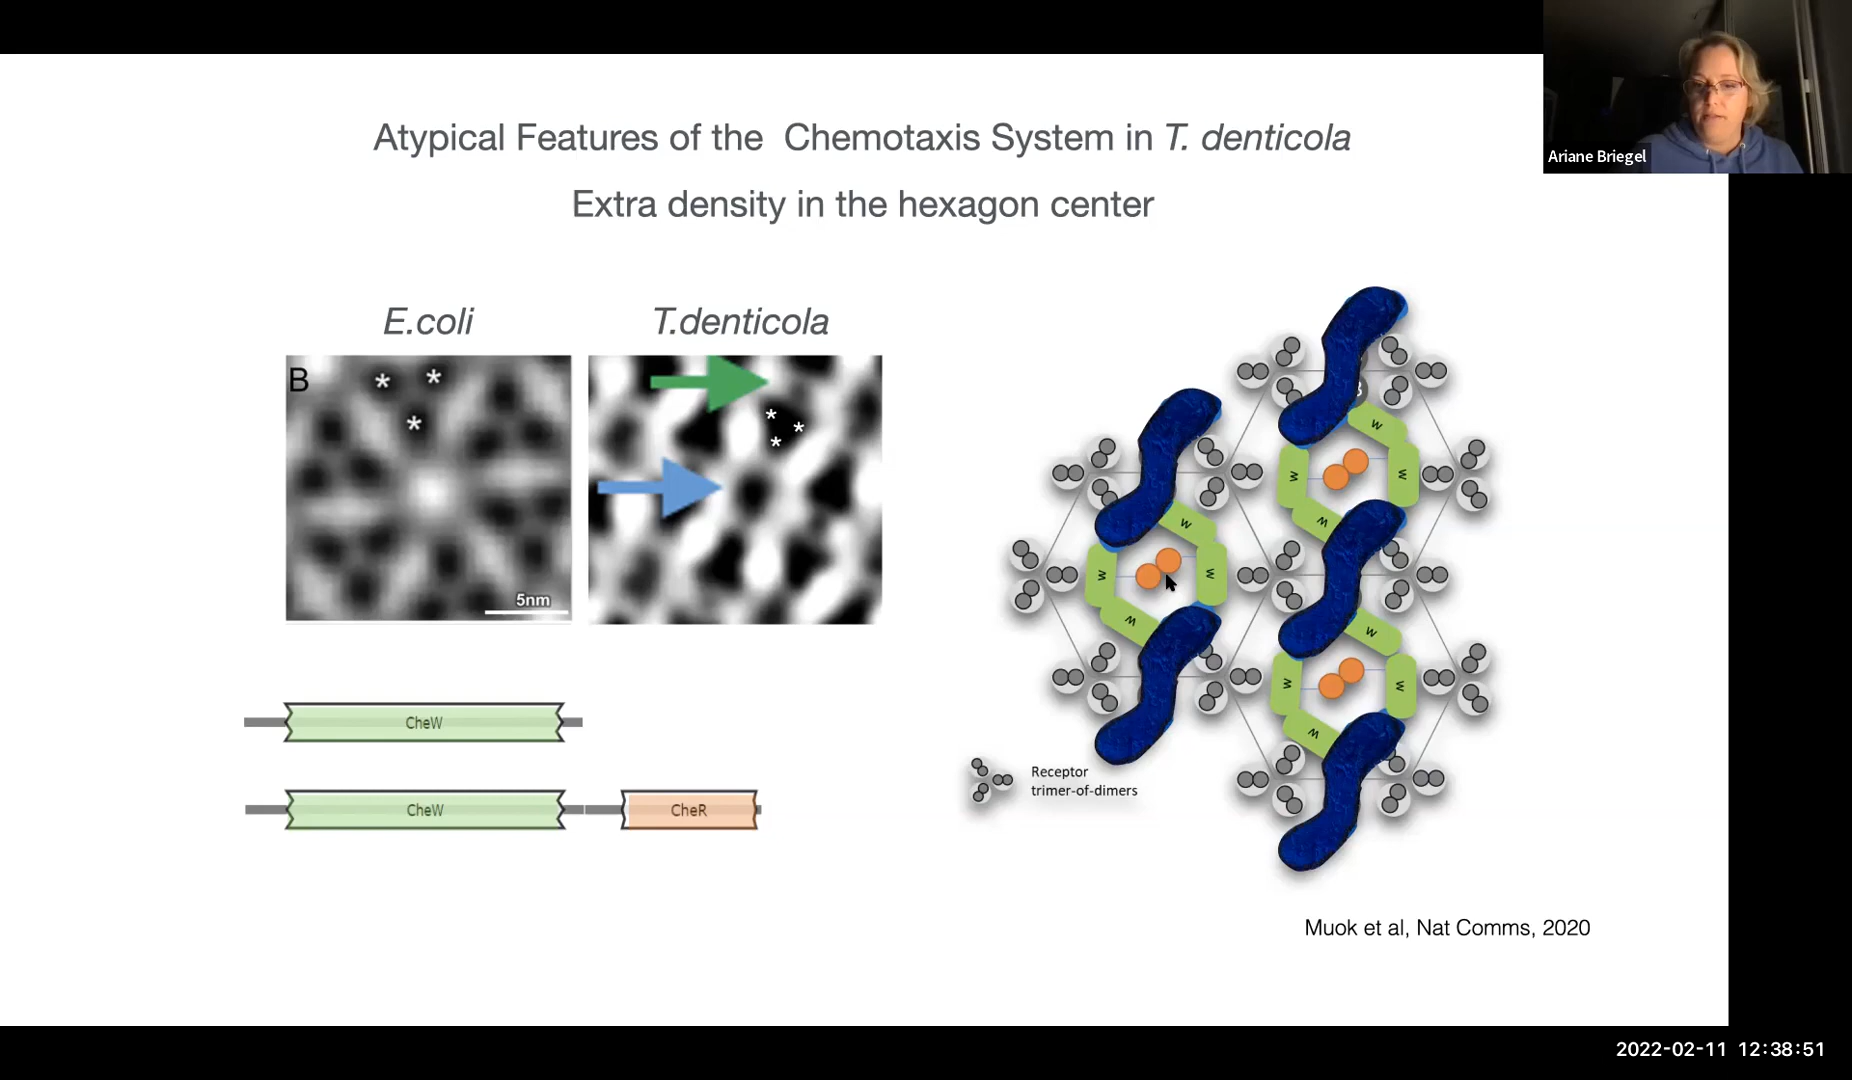 Atypical Features of the  Chemotaxis System in T. denticola
Ariane Briegel
Extra density in the hexagon center
E.coli
T.denticola
B
* * *
* * *
5nm
CheW
CheW
CheR
W
W
W
W
W
W
W
W
W
W
W
W
Receptor
trimer-of-dimers
Muok et al, Nat Comms, 2020
2022-02-11 12:38:51